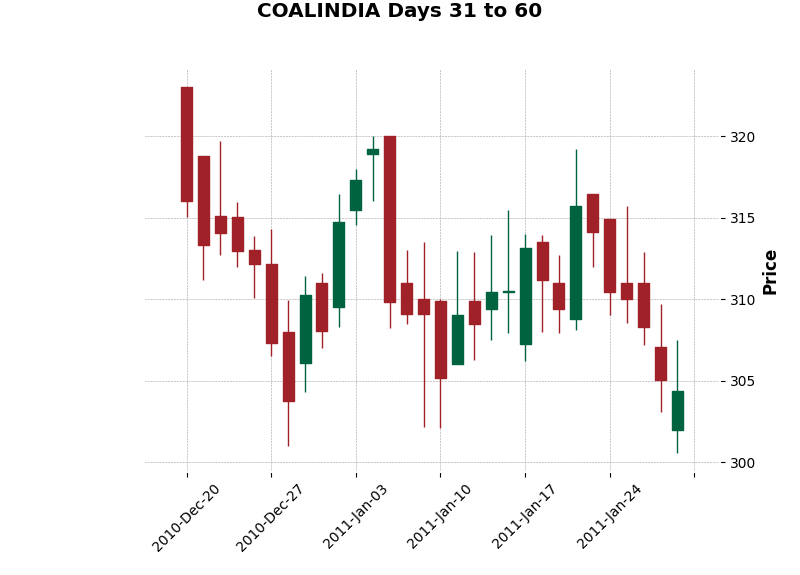 COALINDIA Days 31 to 60
320
315
310
305
300
Price
2010-Dec-20
2010-Dec-27
2011-Jan-03
2011-Jan-10
2011-Jan-17
2011-Jan-24